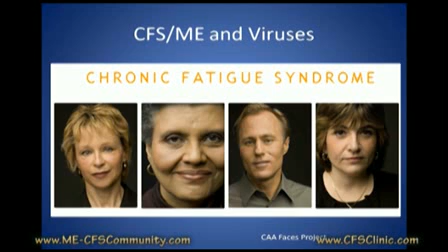 CFS/ME and Viruses
CHRONIC FATIGUE SYNDROME
CAA Faces Project
www.ME-CFSCommunity.com
www.CFSClinic.com